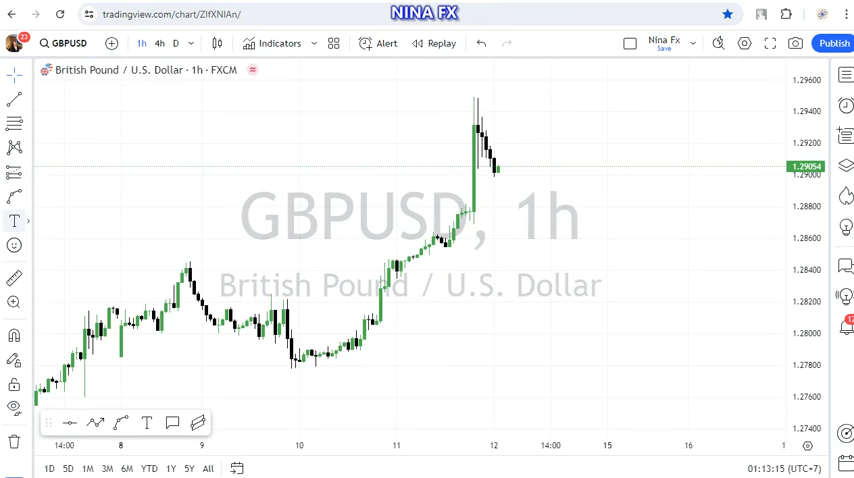 NINA FX
tradingview.com/chart/ZIfXNIAn/
23
GBPUSD
1h 4h D
Indicators
Alert
Replay
Nina Fx
Save
Publish
British Pound / U.S. Dollar · 1h · FXCM
1.29600
1.29400
1.29200
1.29054
1.29000
1.28800
1.28600
1.28400
1.28200
1.28000
1.27800
1.27600
1.27400
GBPUSD, 1h
British Pound / U.S. Dollar
T
T
14:00 8 9 10 11 12 14:00 15 16
1D 5D 1M 3M 6M YTD 1Y 5Y All
01:13:15 (UTC+7)